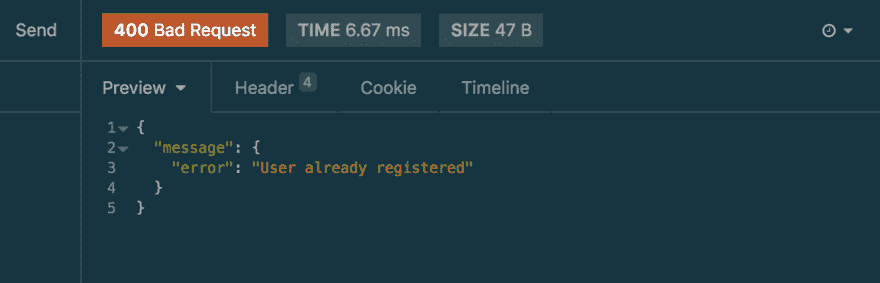 Send 400 Bad Request TIME 6.67 ms SIZE 47 B
Preview Header 4 Cookie Timeline
1 {
2 "message": {
3 "error": "User already registered"
4 }
5 }